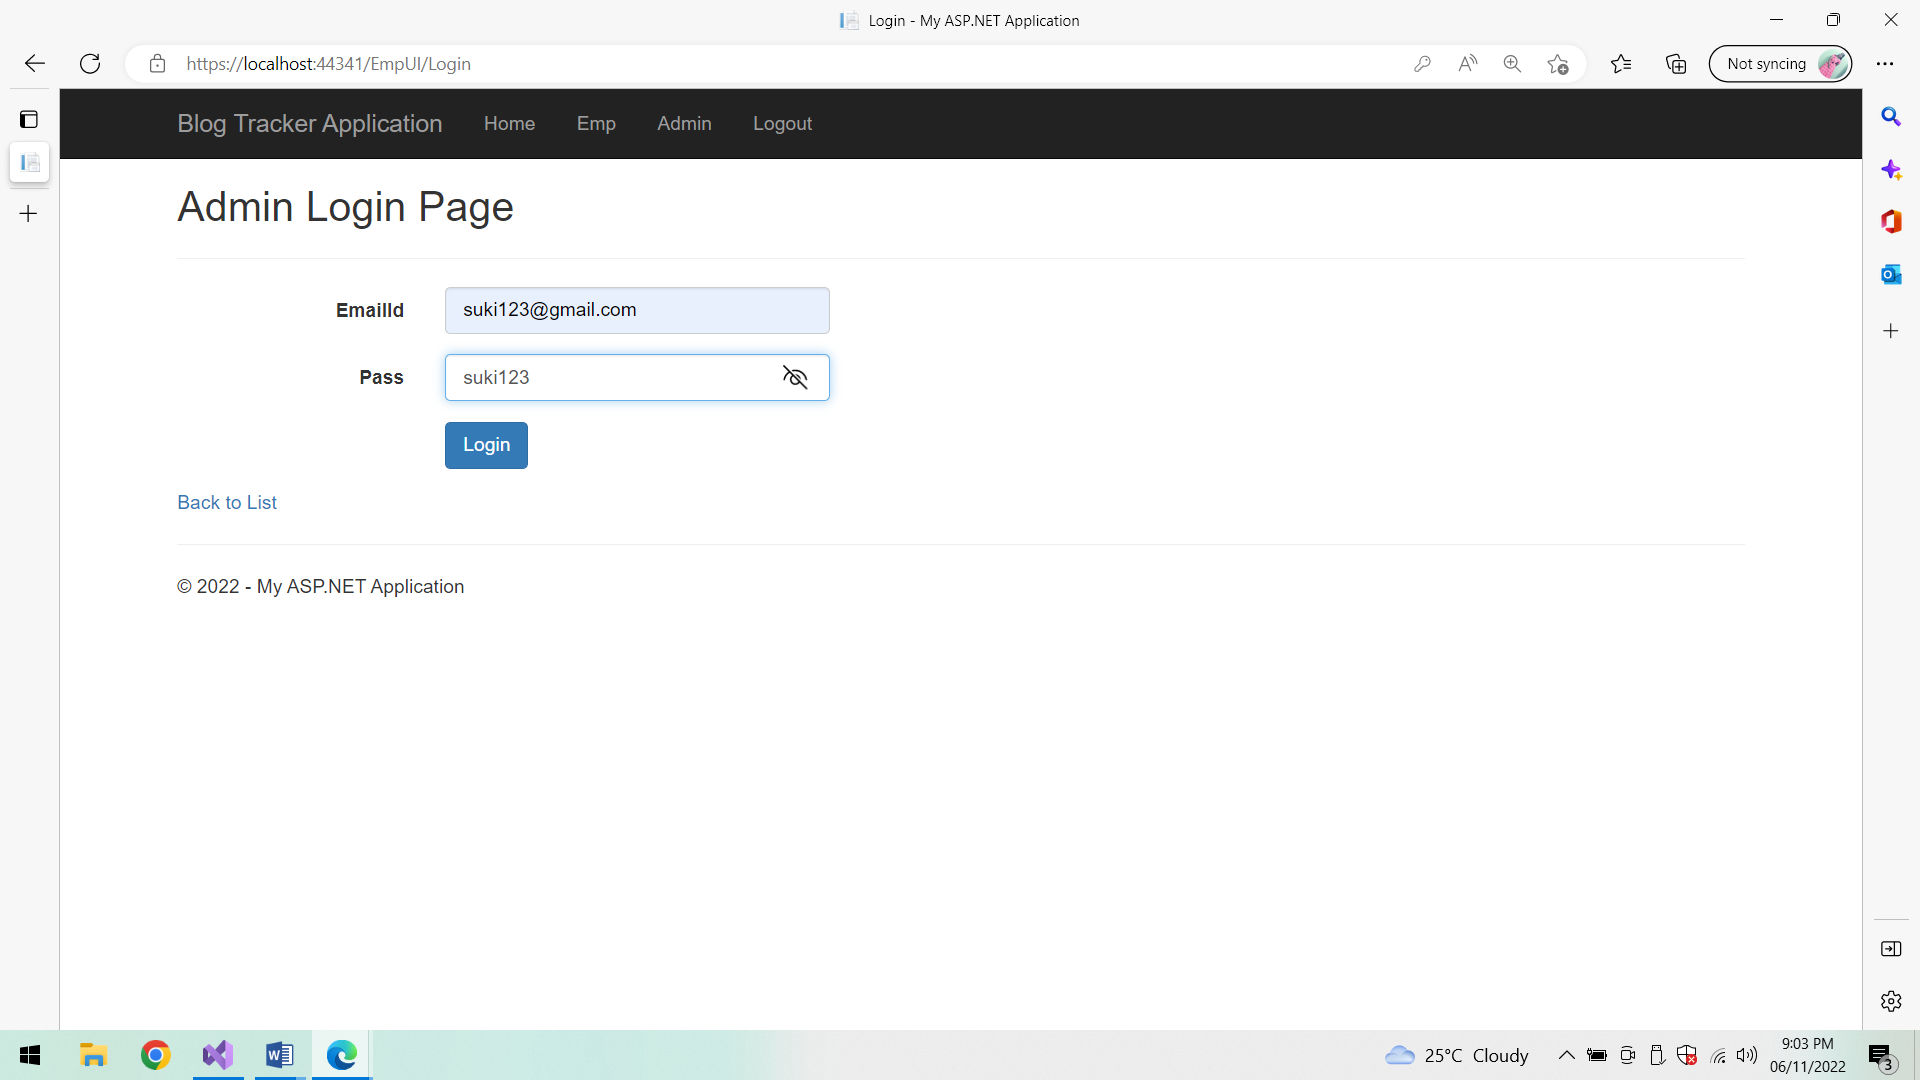 Login - My ASP.NET Application
https://localhost:44341/EmpUI/Login
Not syncing
Blog Tracker Application Home Emp Admin Logout
Admin Login Page
EmailId suki123@gmail.com
Pass suki123
Login
Back to List
© 2022 - My ASP.NET Application
25°C Cloudy
9:03 PM
06/11/2022
3